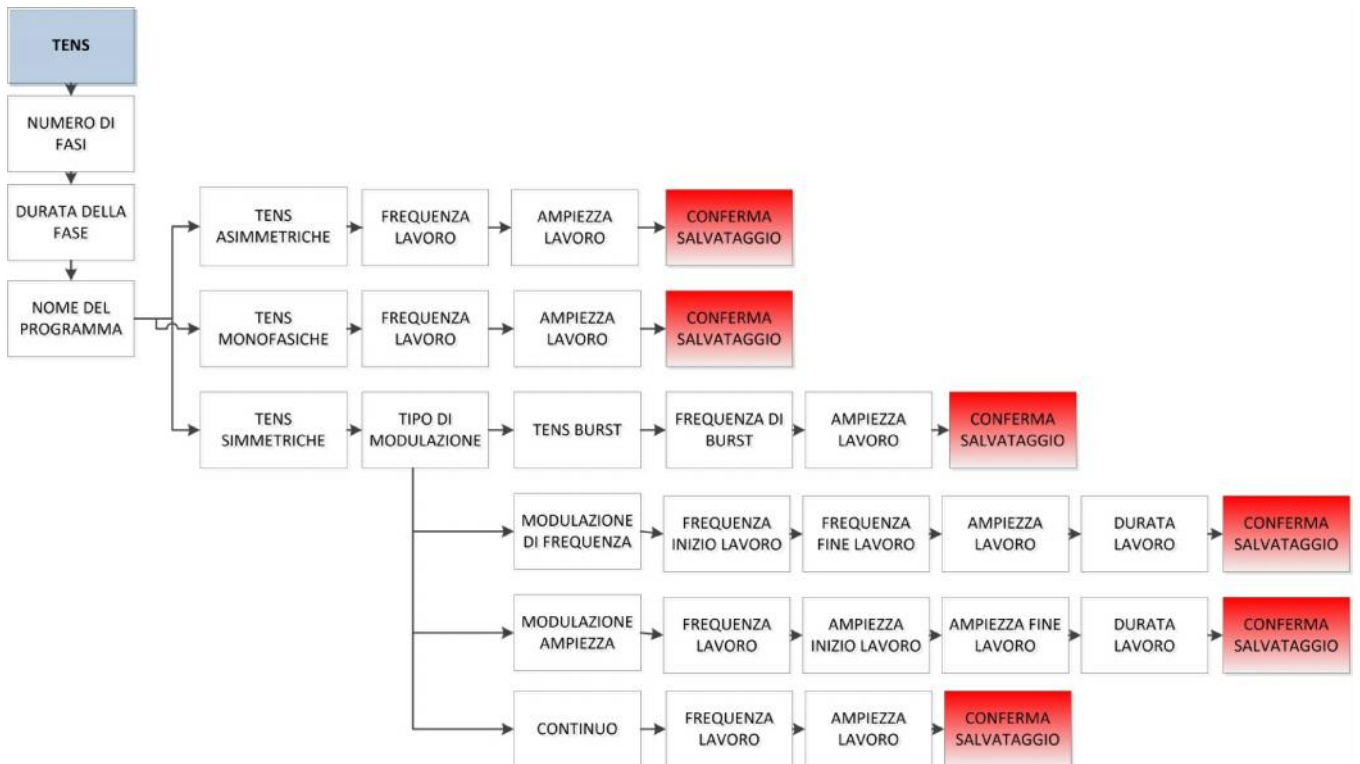 TENS
NUMERO DI
FASI
DURATA DELLA
FASE
NOME DEL
PROGRAMMA
TENS
ASIMMETRICHE
FREQUENZA
LAVORO
AMPIEZZA
LAVORO
CONFERMA
SALVATAGGIO
TENS
MONOFASICHE
FREQUENZA
LAVORO
AMPIEZZA
LAVORO
CONFERMA
SALVATAGGIO
TENS
SIMMETRICHE
TIPO DI
MODULAZIONE
TENS BURST
FREQUENZA DI
BURST
AMPIEZZA
LAVORO
CONFERMA
SALVATAGGIO
MODULAZIONE
DI FREQUENZA
FREQUENZA
INIZIO LAVORO
FREQUENZA
FINE LAVORO
AMPIEZZA
LAVORO
DURATA
LAVORO
CONFERMA
SALVATAGGIO
MODULAZIONE
AMPIEZZA
FREQUENZA
LAVORO
AMPIEZZA
INIZIO LAVORO
AMPIEZZA FINE
LAVORO
DURATA
LAVORO
CONFERMA
SALVATAGGIO
CONTINUO
FREQUENZA
LAVORO
AMPIEZZA
LAVORO
CONFERMA
SALVATAGGIO